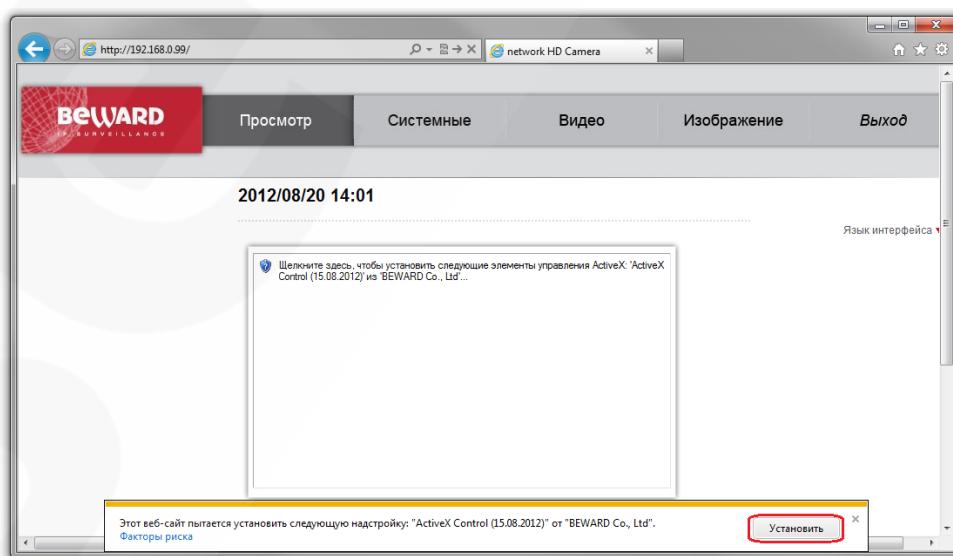 http://192.168.0.99/
network HD Camera
BEWARD
IP SURVEILLANCE
Просмотр
Системные
Видео
Изображение
Выход
2012/08/20 14:01
Язык интерфейса
Щелкните здесь, чтобы установить следующие элементы управления ActiveX: 'ActiveX
Control (15.08.2012)' из 'BEWARD Co., Ltd'...
Этот веб-сайт пытается установить следующую надстройку: "ActiveX Control (15.08.2012)" от "BEWARD Co., Ltd".
Факторы риска
Установить